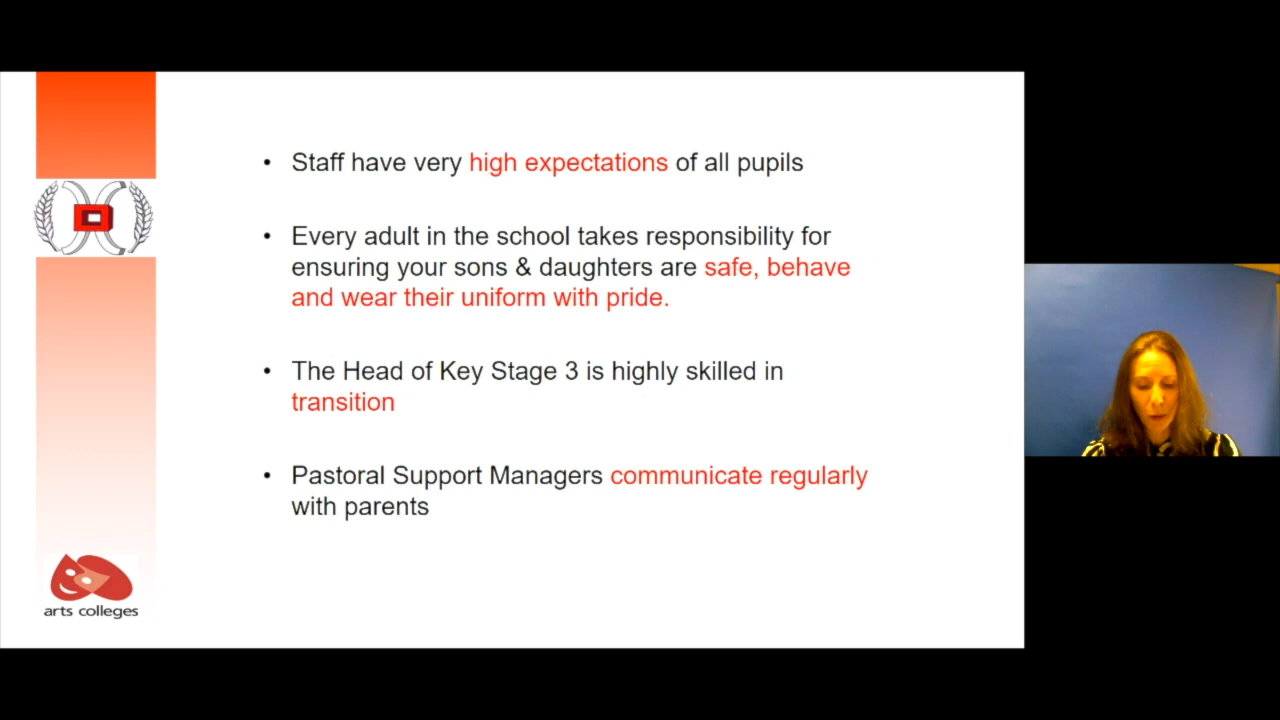 • Staff have very high expectations of all pupils
• Every adult in the school takes responsibility for
ensuring your sons & daughters are safe, behave
and wear their uniform with pride.
• The Head of Key Stage 3 is highly skilled in
transition
• Pastoral Support Managers communicate regularly
with parents
arts colleges